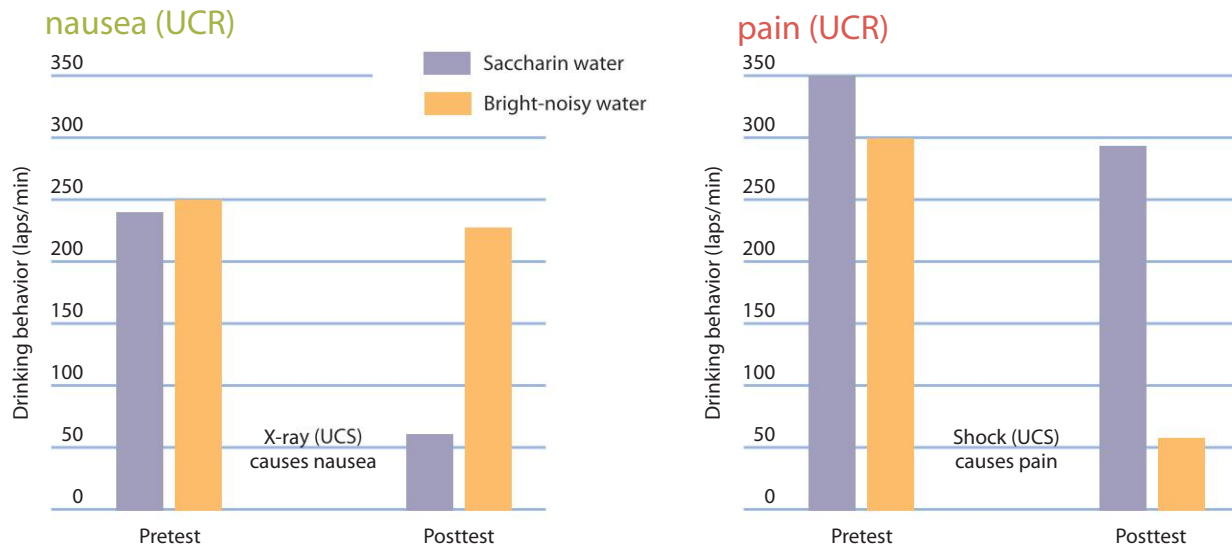 nausea (UCR)
Saccharin water
Bright-noisy water
350
300
250
200
150
100
50
0
Drinking behavior (laps/min)
X-ray (UCS)
causes nausea
Pretest
Posttest
pain (UCR)
350
300
250
200
150
100
50
0
Drinking behavior (laps/min)
Shock (UCS)
causes pain
Pretest
Posttest